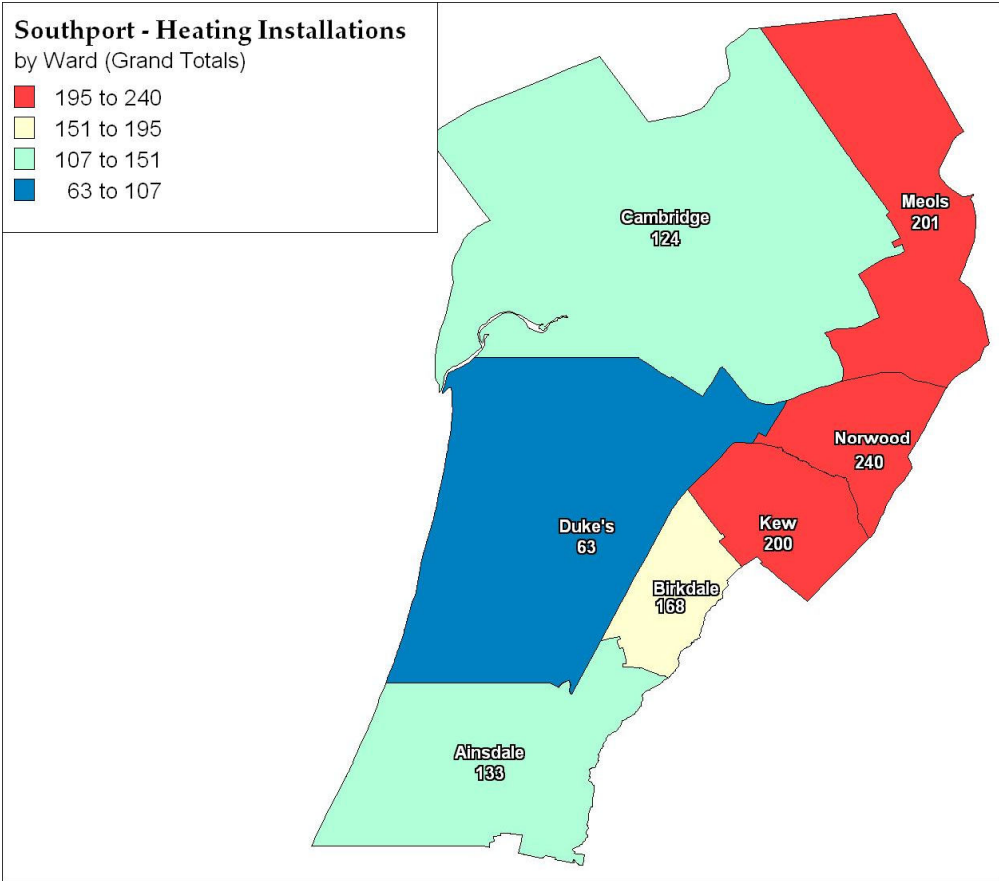 Southport - Heating Installations
by Ward (Grand Totals)
195 to 240
151 to 195
107 to 151
63 to 107
Meols
201
Cambridge
124
Norwood
240
Kew
200
Duke's
63
Birkdale
168
Ainsdale
133